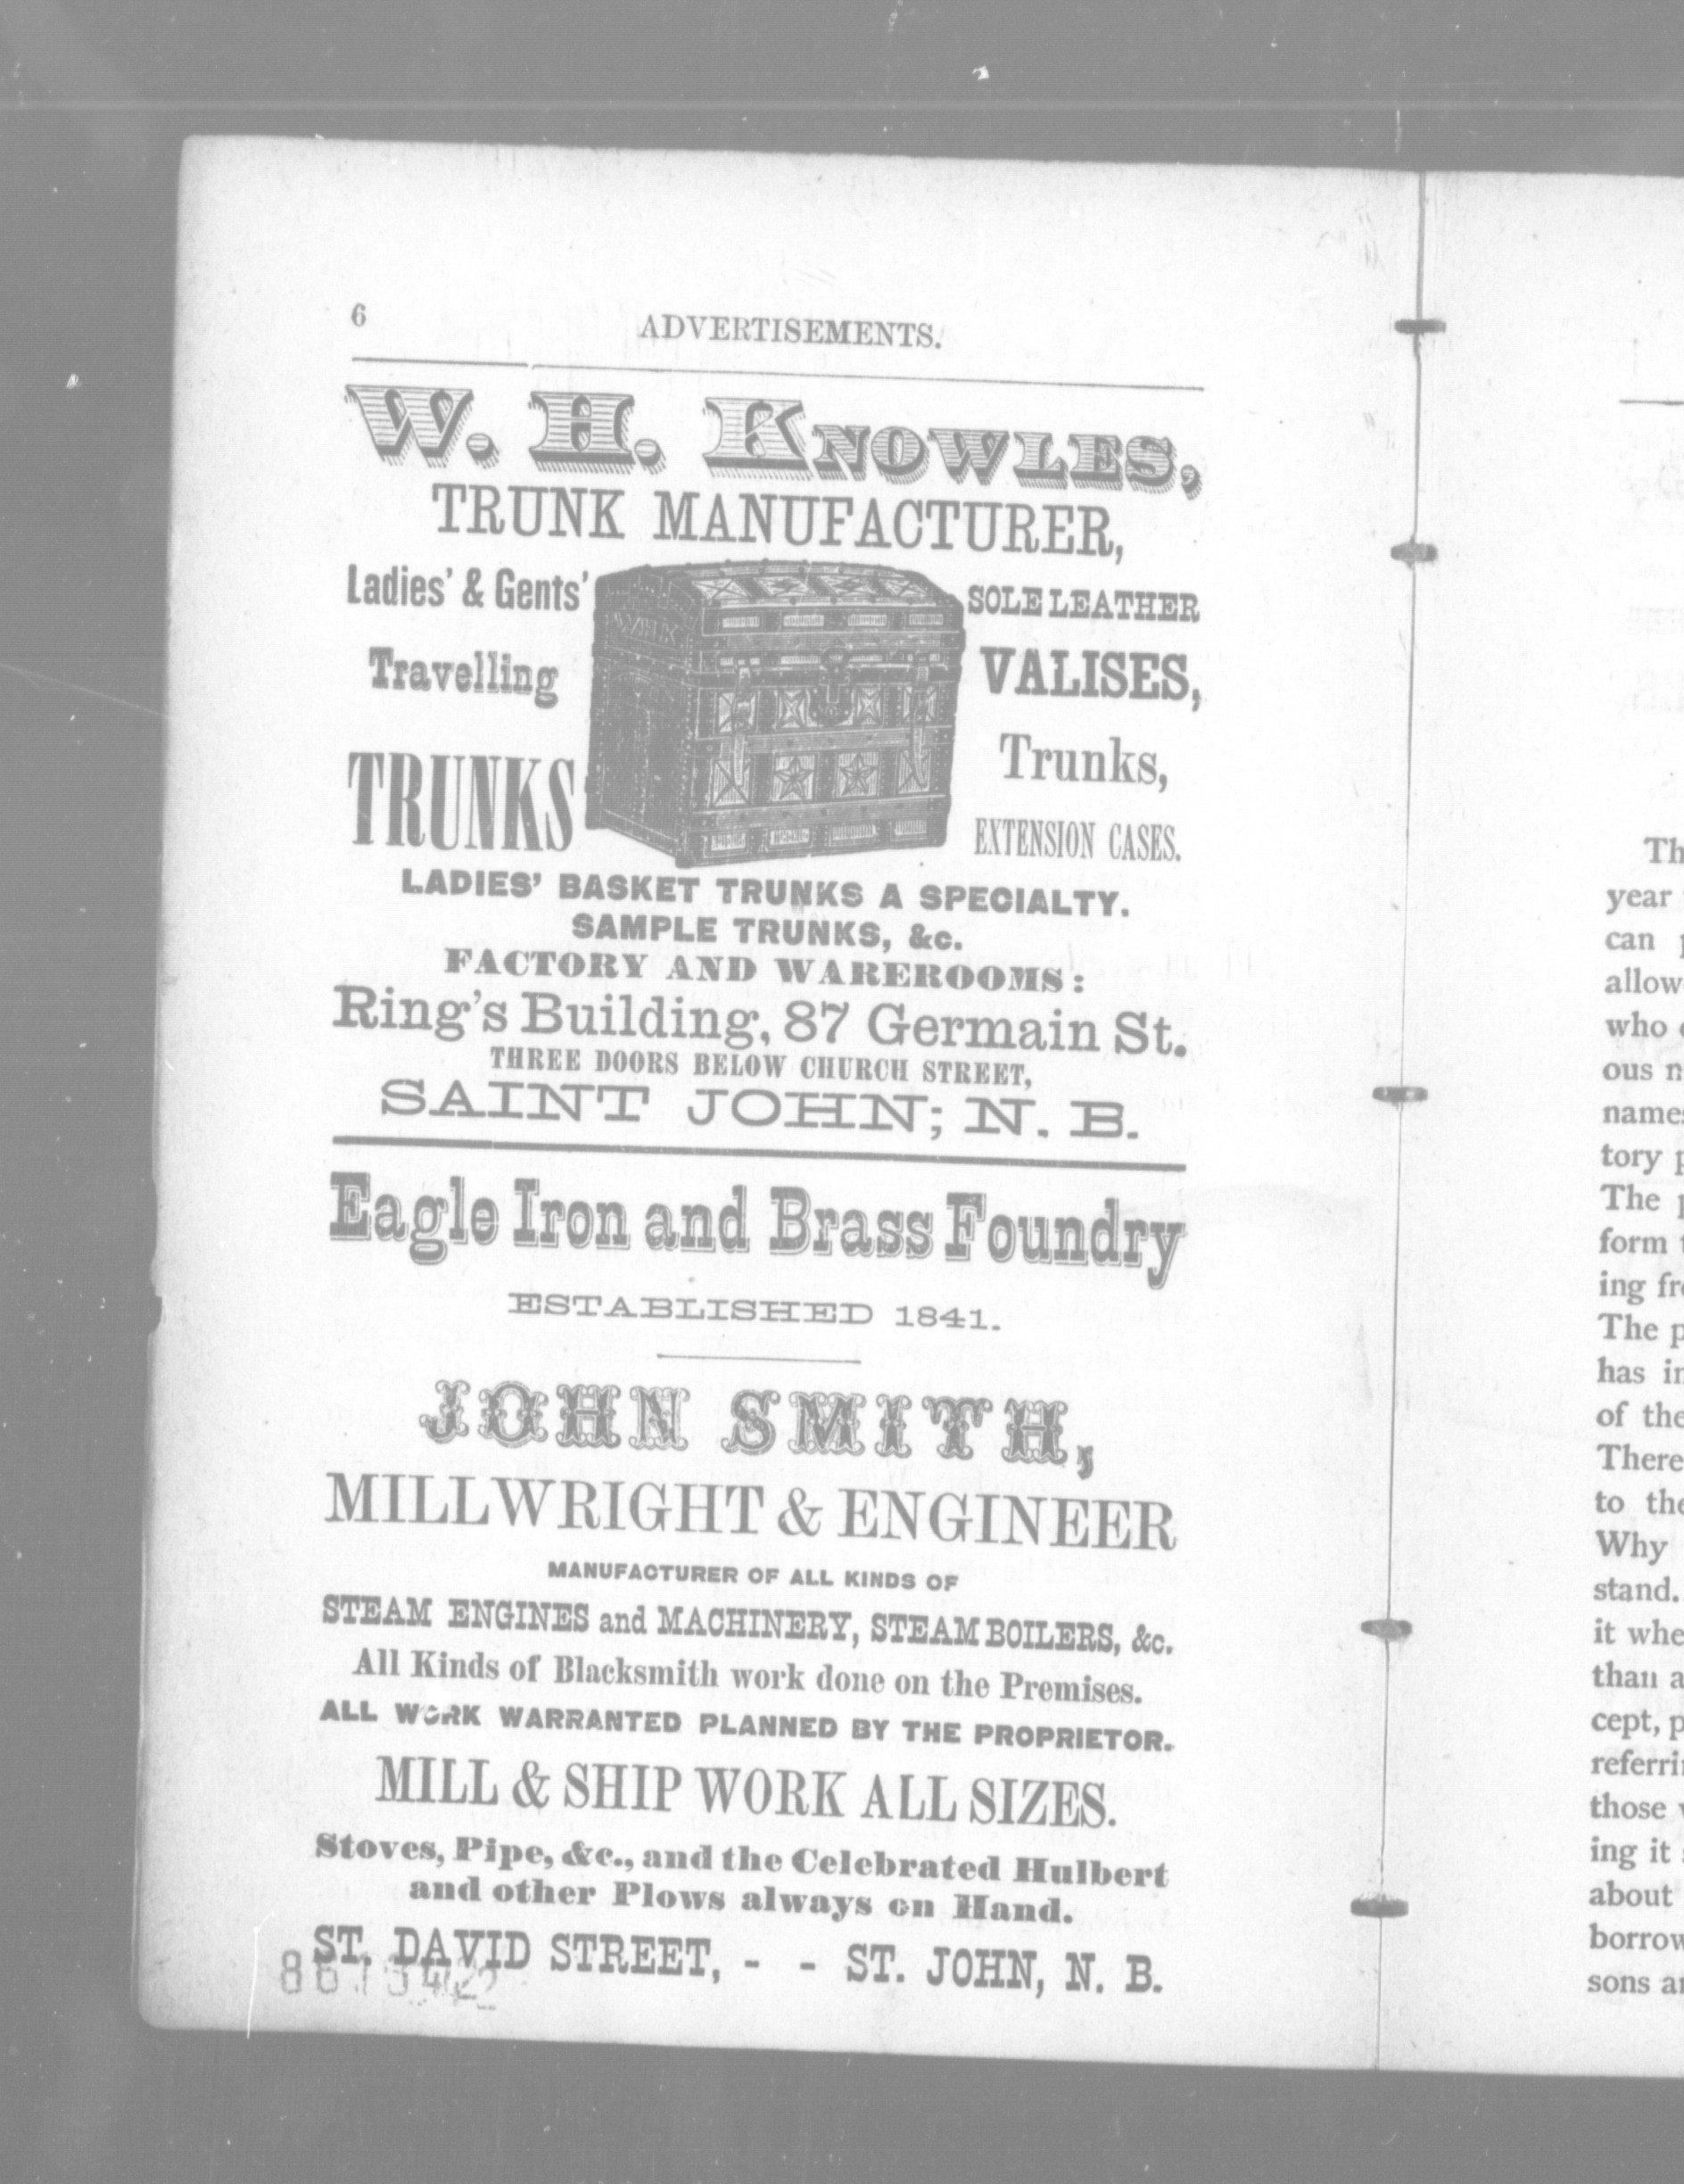 6
ADVERTISEMENTS.
W. H. KNOWLES,
TRUNK MANUFACTURER,
Ladies' & Gents'
Travelling
TRUNKS
SOLE LEATHER
VALISES,
Trunks,
EXTENSION CASES.
LADIES' BASKET TRUNKS A SPECIALTY.
SAMPLE TRUNKS, &c.
FACTORY AND WAREROOMS:
Ring's Building, 87 Germain St.
THREE DOORS BELOW CHURCH STREET,
SAINT JOHN; N. B.
Eagle Iron and Brass Foundry
ESTABLISHED 1841.
JOHN SMITH,
MILLWRIGHT & ENGINEER
MANUFACTURER OF ALL KINDS OF
STEAM ENGINES and MACHINERY, STEAM BOILERS, &c.
All Kinds of Blacksmith work done on the Premises.
ALL WORK WARRANTED PLANNED BY THE PROPRIETOR.
MILL & SHIP WORK ALL SIZES.
Stoves, Pipe, &c., and the Celebrated Hulbert
and other Plows always on Hand.
ST. DAVID STREET, - - ST. JOHN, N. B.
Th
year
can
allow
who
ous n
names
tory p
The p
form t
ing fr
The p
has in
of the
There
to the
Why
stand.
it whe
than a
cept, p
referri
those
ing it
about
borrow
sons a